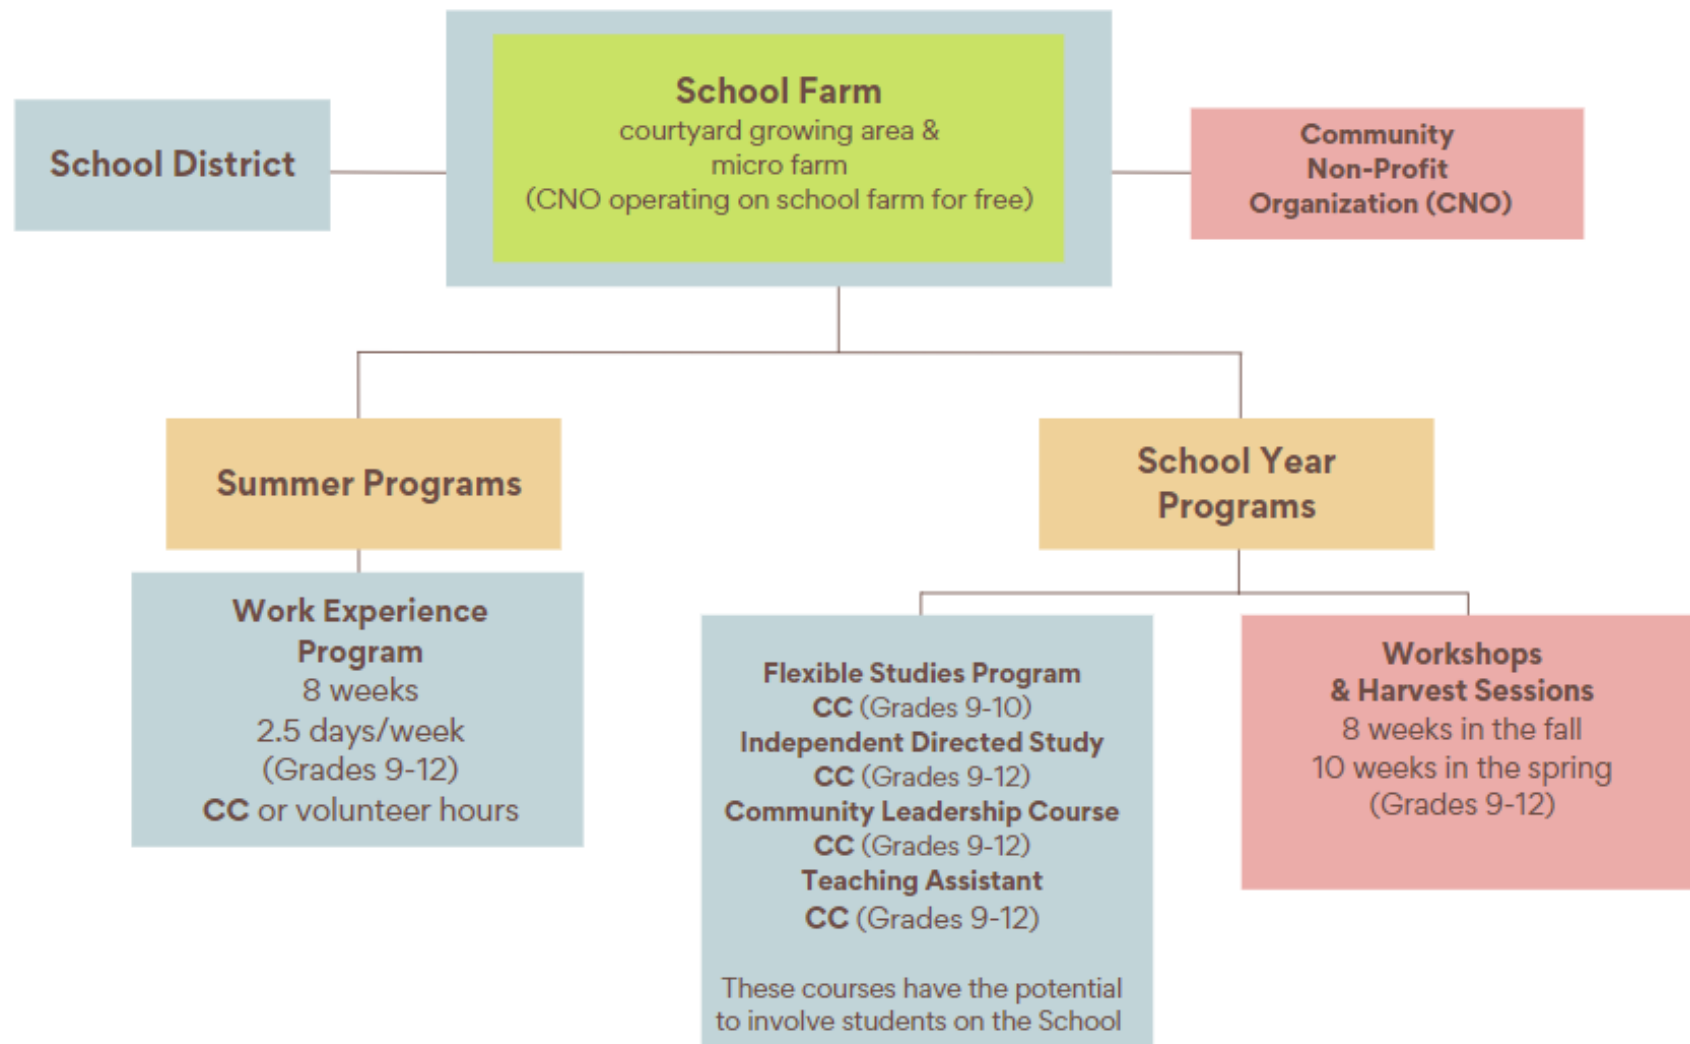 School Farm
courtyard growing area &
micro farm
(CNO operating on school farm for free)
School District
Community
Non-Profit
Organization (CNO)
Summer Programs
School Year
Programs
Work Experience
Program
8 weeks
2.5 days/week
(Grades 9-12)
CC or volunteer hours
Flexible Studies Program
CC (Grades 9-10)
Independent Directed Study
CC (Grades 9-12)
Community Leadership Course
CC (Grades 9-12)
Teaching Assistant
CC (Grades 9-12)
These courses have the potential
to involve students on the School
Workshops
& Harvest Sessions
8 weeks in the fall
10 weeks in the spring
(Grades 9-12)